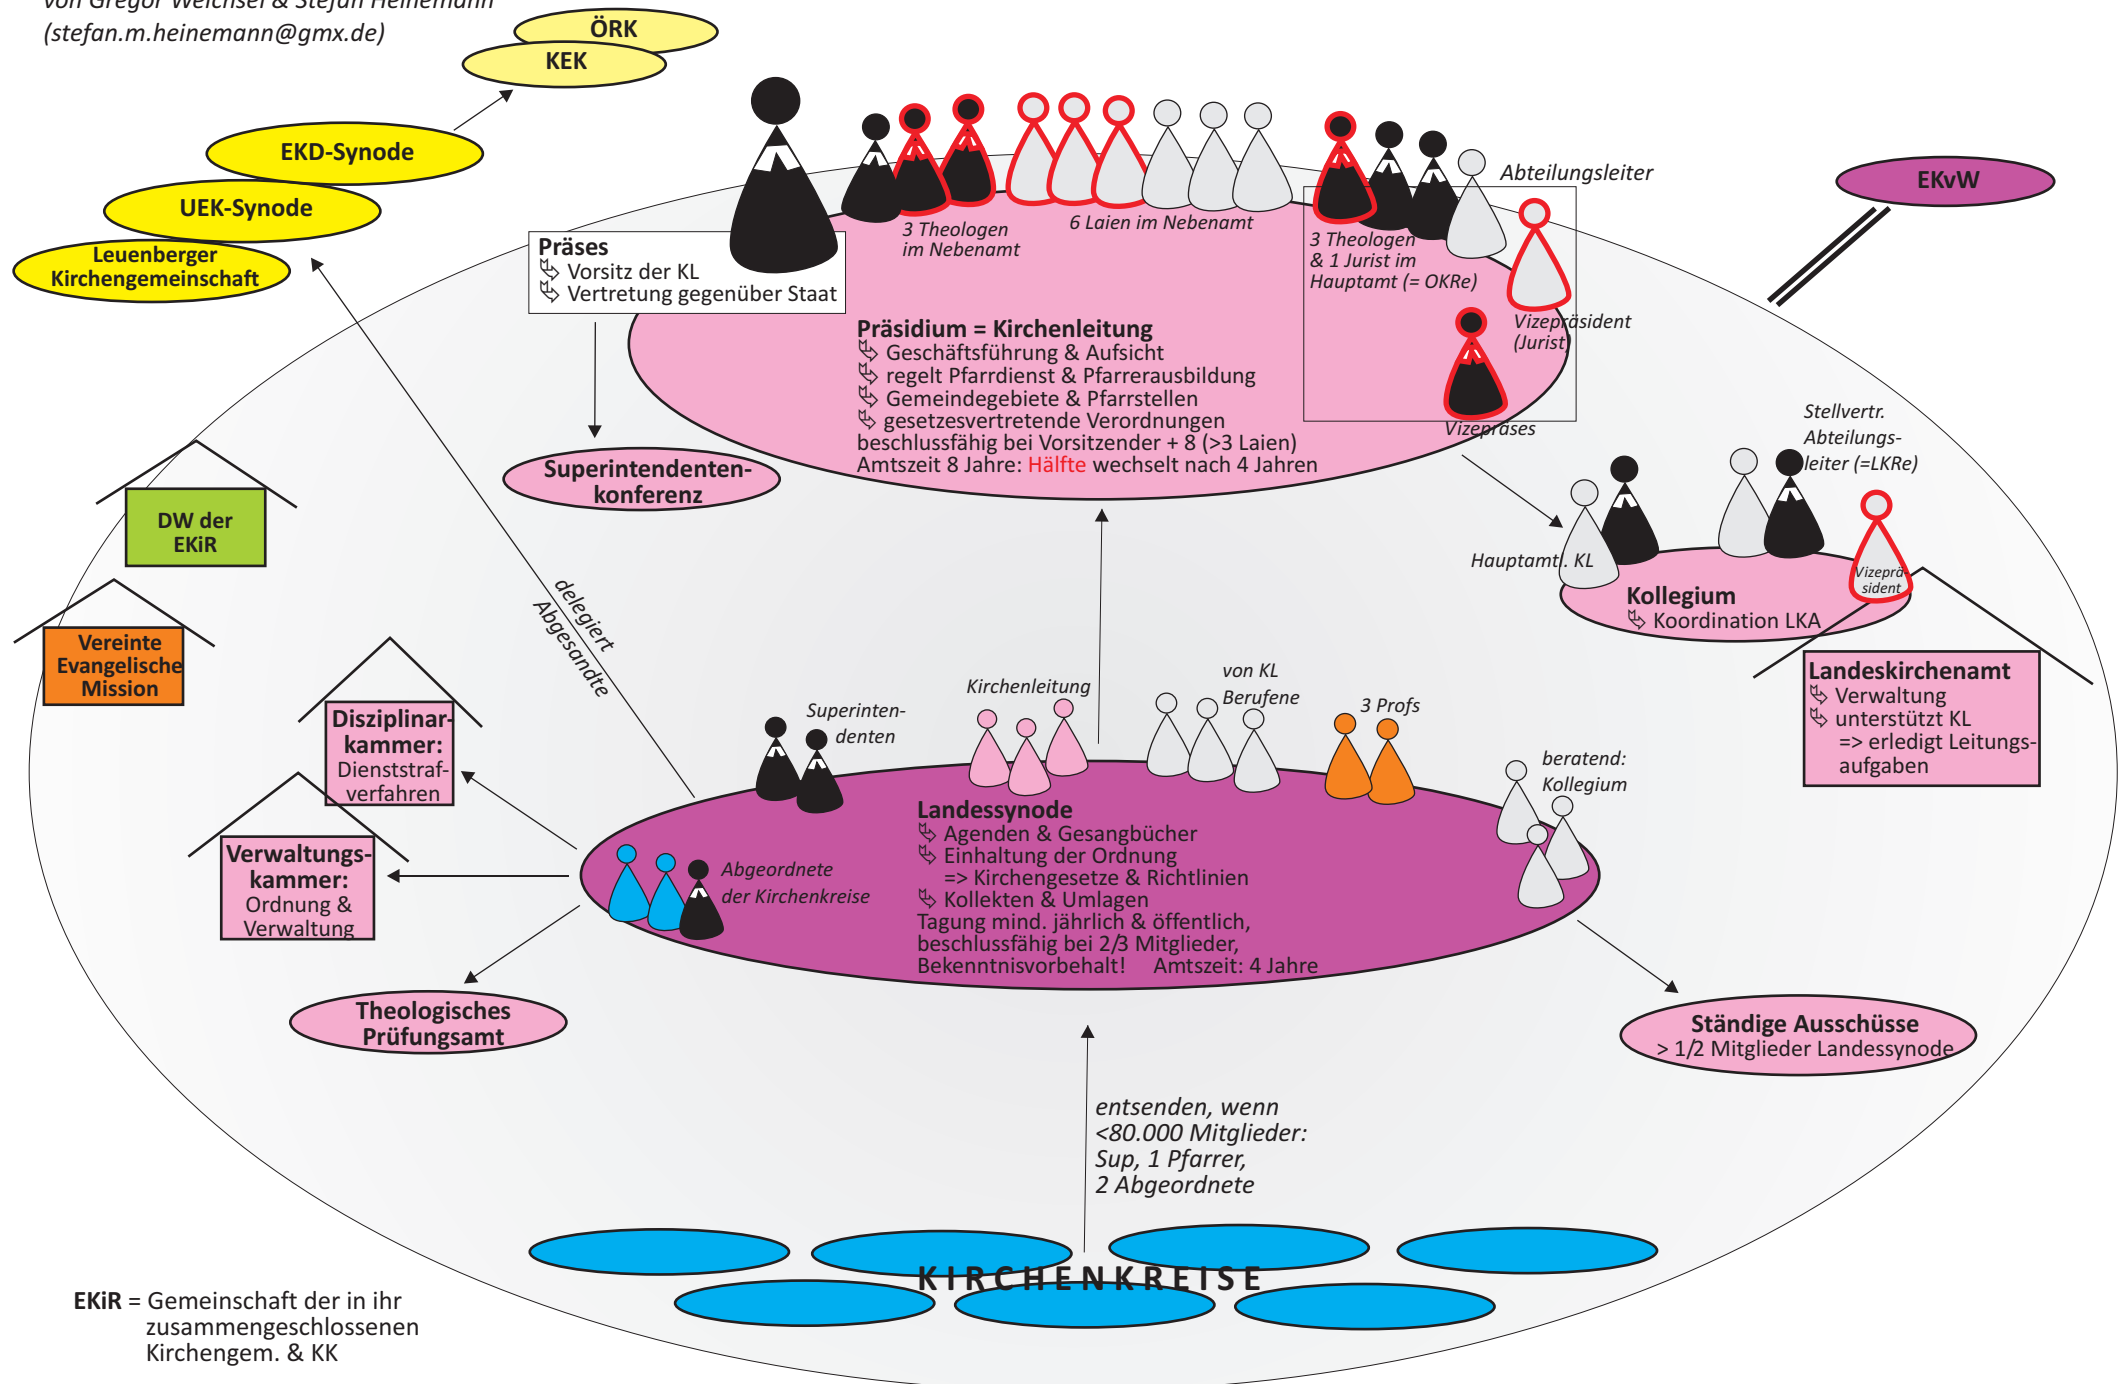 von Gregor Weichsel & Stefan Heinemann
(stefan.m.heinemann@gmx.de)
ÖRK
KEK
EKD-Synode
UEK-Synode
Leuenberger
Kirchengemeinschaft
EKvW
Präses
Vorsitz der KL
Vertretung gegenüber Staat
3 Theologen
im Nebenamt
6 Laien im Nebenamt
Abteilungsleiter
3 Theologen
& 1 Jurist im
Hauptamt (= OKRe)
Vizepräsident
(Jurist)
Vizepräses
Präsidium = Kirchenleitung
Geschäftsführung & Aufsicht
regelt Pfarrdienst & Pfarrerausbildung
Gemeindegebiete & Pfarrstellen
gesetzesvertretende Verordnungen
beschlussfähig bei Vorsitzender + 8 (>3 Laien)
Amtszeit 8 Jahre: Hälfte wechselt nach 4 Jahren
Superintendenten-
konferenz
Stellvertr.
Abteilungs-
leiter (=LKRe)
Hauptamtl. KL
Vizeprä-
sident
Kollegium
Koordination LKA
Landeskirchenamt
Verwaltung
unterstützt KL
=> erledigt Leitungs-
aufgaben
DW der
EKiR
Vereinte
Evangelische
Mission
delegiert
Abgesandte
Disziplinar-
kammer:
Dienststraf-
verfahren
Verwaltungs-
kammer:
Ordnung &
Verwaltung
Theologisches
Prüfungsamt
Superinten-
denten
Kirchenleitung
von KL
Berufene
3 Profs
beratend:
Kollegium
Abgeordnete
der Kirchenkreise
Landessynode
Agenden & Gesangbücher
Einhaltung der Ordnung
=> Kirchengesetze & Richtlinien
Kollekten & Umlagen
Tagung mind. jährlich & öffentlich,
beschlussfähig bei 2/3 Mitglieder,
Bekenntnisvorbehalt! Amtszeit: 4 Jahre
Ständige Ausschüsse
> 1/2 Mitglieder Landessynode
entsenden, wenn
<80.000 Mitglieder:
Sup, 1 Pfarrer,
2 Abgeordnete
KIRCHENKREISE
EKiR = Gemeinschaft der in ihr
zusammengeschlossenen
Kirchengem. & KK